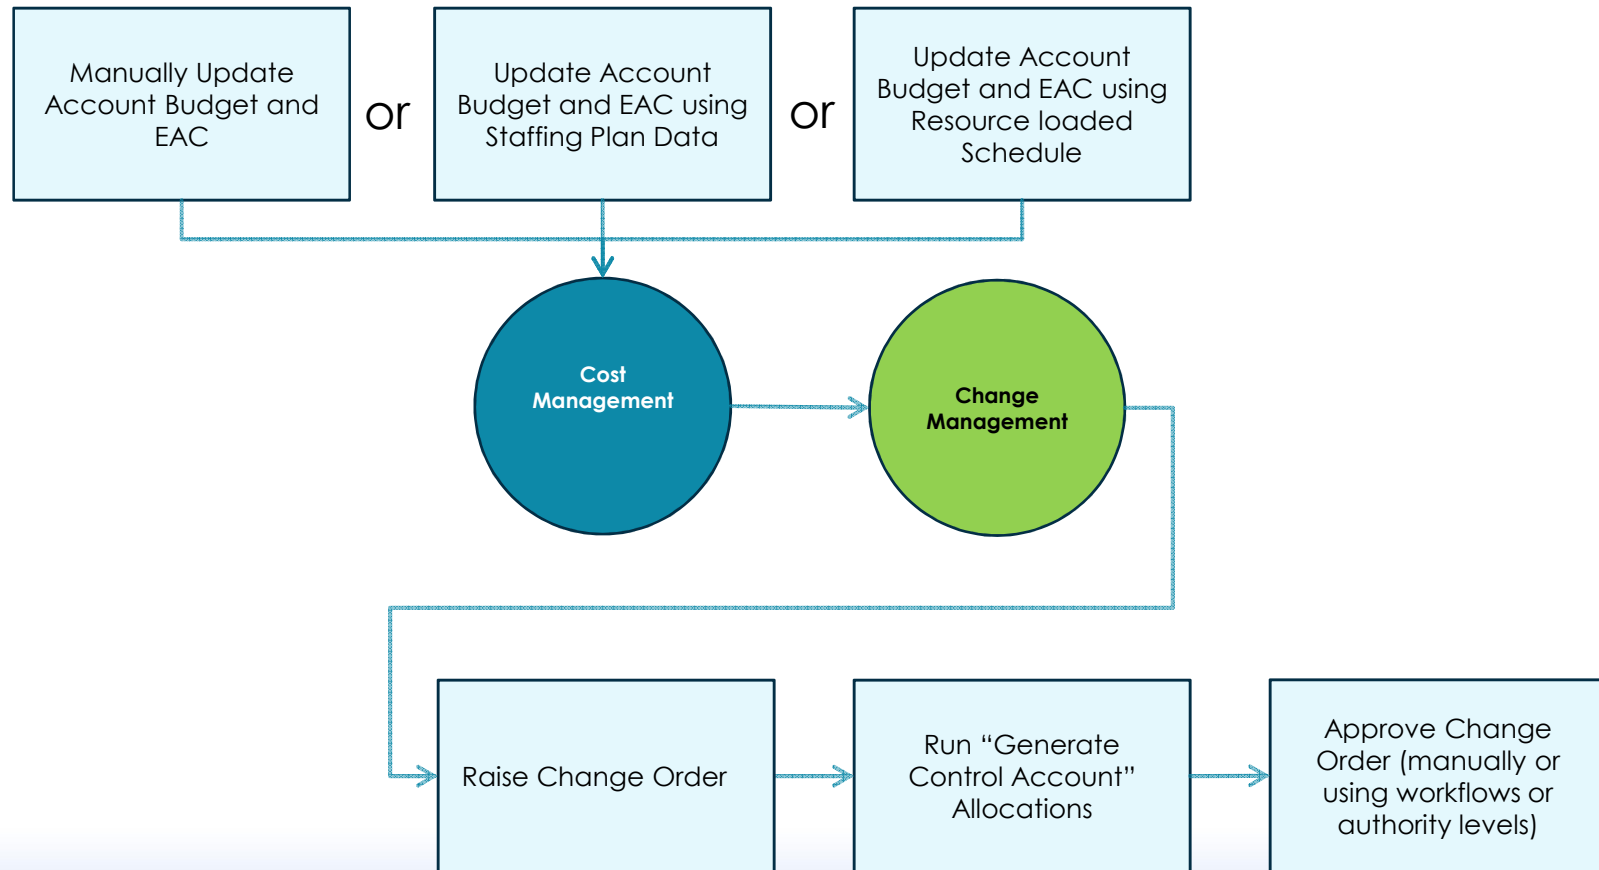 Manually Update
Account Budget and
EAC
or
Update Account
Budget and EAC using
Staffing Plan Data
or
Update Account
Budget and EAC using
Resource loaded
Schedule
Cost
Management
Change
Management
Raise Change Order
Run “Generate
Control Account”
Allocations
Approve Change
Order (manually or
using workflows or
authority levels)